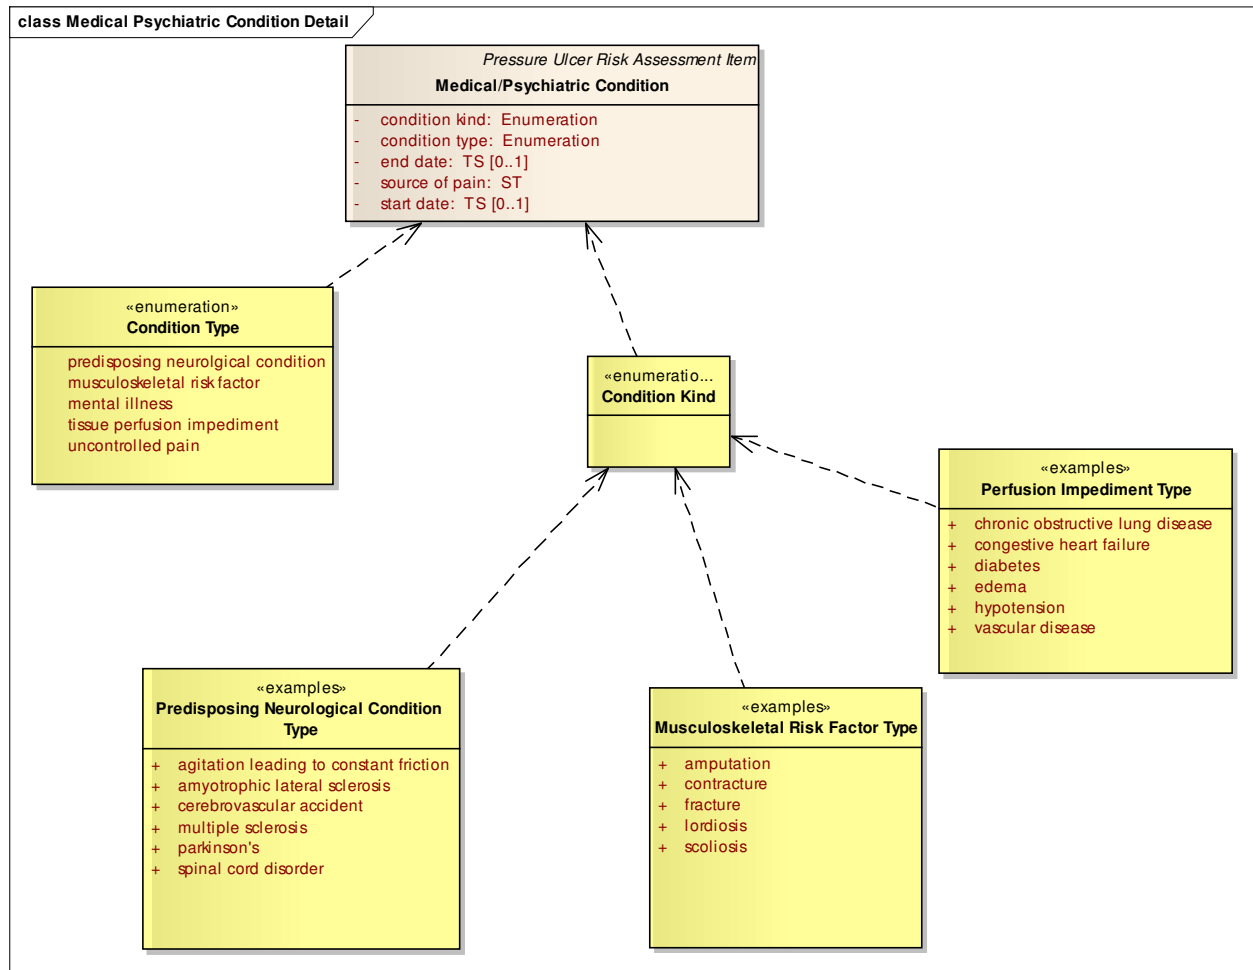 class Medical Psychiatric Condition Detail
Pressure Ulcer Risk Assessment Item
Medical/Psychiatric Condition
- condition kind: Enumeration
- condition type: Enumeration
- end date: TS [0..1]
- source of pain: ST
- start date: TS [0..1]
«enumeration»
Condition Type
predisposing neurolgical condition
musculoskeletal risk factor
mental illness
tissue perfusion impediment
uncontrolled pain
«enumeratio...
Condition Kind
«examples»
Perfusion Impediment Type
+ chronic obstructive lung disease
+ congestive heart failure
+ diabetes
+ edema
+ hypotension
+ vascular disease
«examples»
Predisposing Neurological Condition
Type
+ agitation leading to constant friction
+ amyotrophic lateral sclerosis
+ cerebrovascular accident
+ multiple sclerosis
+ parkinson's
+ spinal cord disorder
«examples»
Musculoskeletal Risk Factor Type
+ amputation
+ contracture
+ fracture
+ lordiosis
+ scoliosis